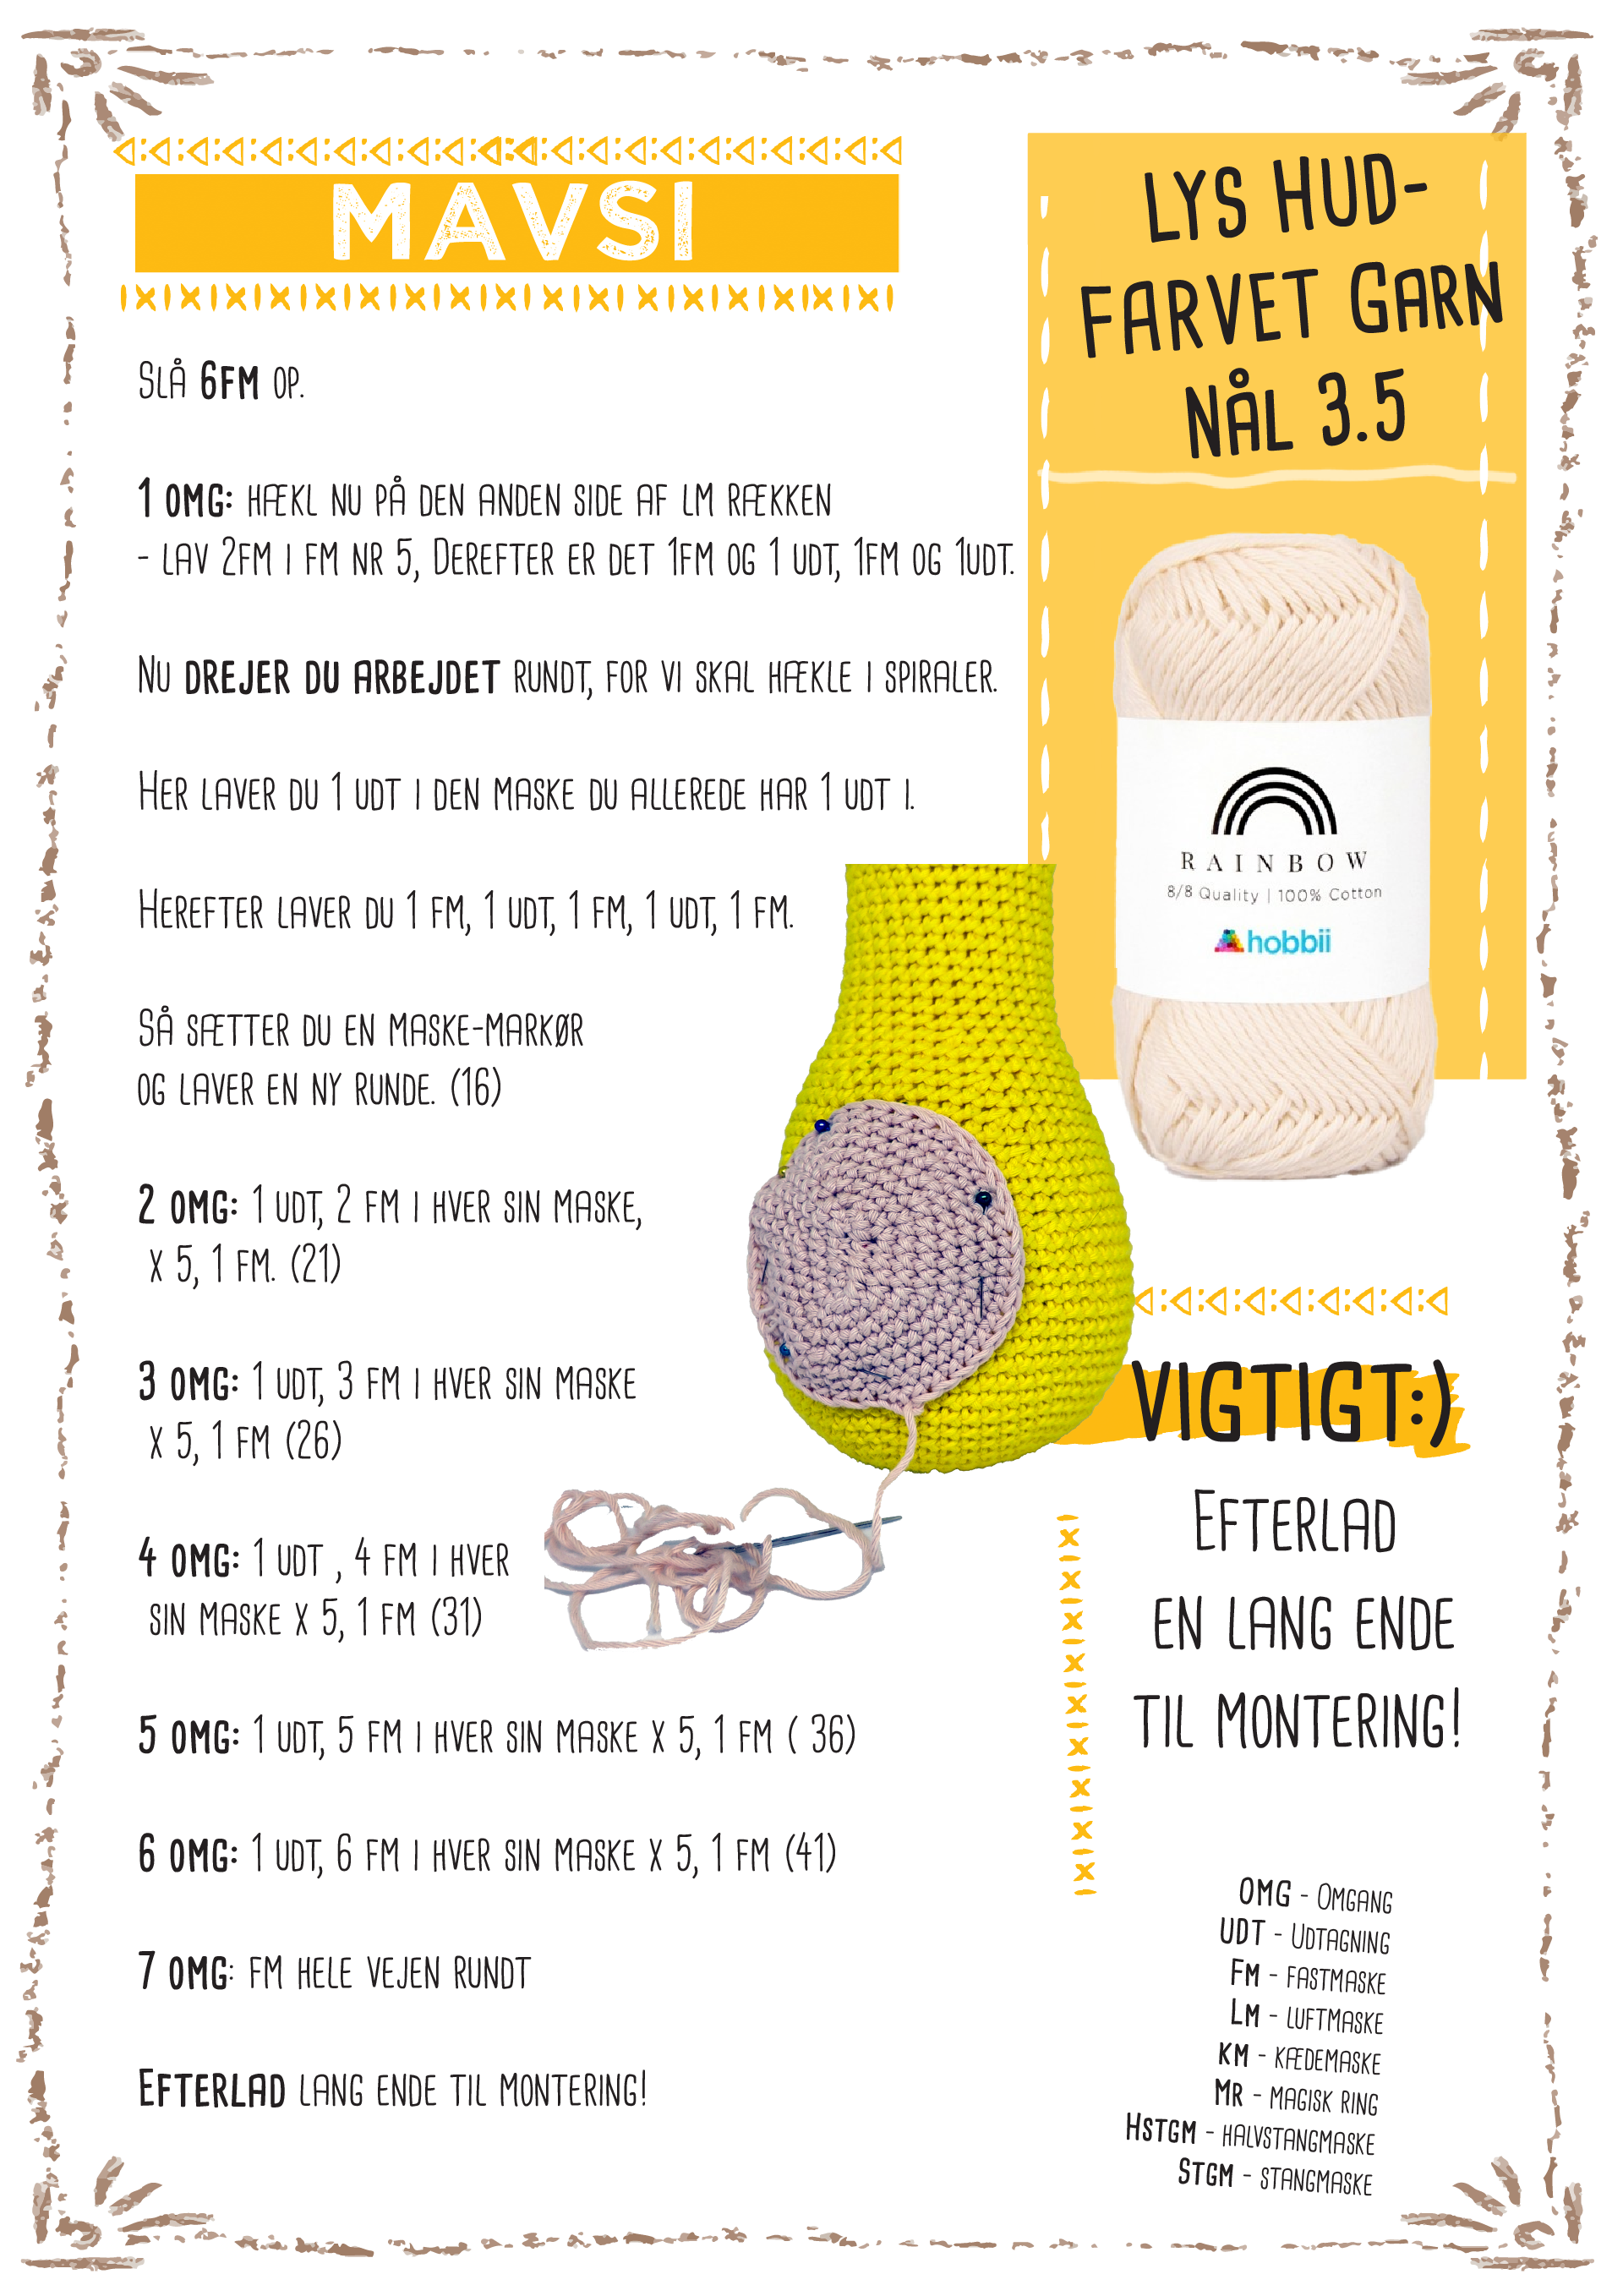 MAVSI
Slå 6fm op.
1 omg: hækl nu på den anden side af lm rækken
- lav 2fm i fm nr 5, Derefter er det 1fm og 1 udt, 1fm og 1udt.
Nu drejer du arbejdet rundt, for vi skal hækle i spiraler.
Her laver du 1 udt i den maske du allerede har 1 udt i.
Herefter laver du 1 fm, 1 udt, 1 fm, 1 udt, 1 fm.
Så sætter du en maske-markør
og laver en ny runde. (16)
2 omg: 1 udt, 2 fm i hver sin maske,
x 5, 1 fm. (21)
3 omg: 1 udt, 3 fm i hver sin maske
x 5, 1 fm (26)
4 omg: 1 udt , 4 fm i hver
sin maske x 5, 1 fm (31)
5 omg: 1 udt, 5 fm i hver sin maske x 5, 1 fm ( 36)
6 omg: 1 udt, 6 fm i hver sin maske x 5, 1 fm (41)
7 omg: fm hele vejen rundt
Efterlad lang ende til montering!
Lys hud-
farvet Garn
Nål 3.5
RAINBOW
8/8 Quality | 100% Cotton
hobbii
VIGTIGT:)
Efterlad
en lang ende
til montering!
OMG - Omgang
UDT - Udtagning
Fm - fastmaske
Lm - luftmaske
km - kædemaske
Mr - magisk ring
Hstgm - halvstangmaske
Stgm - stangmaske